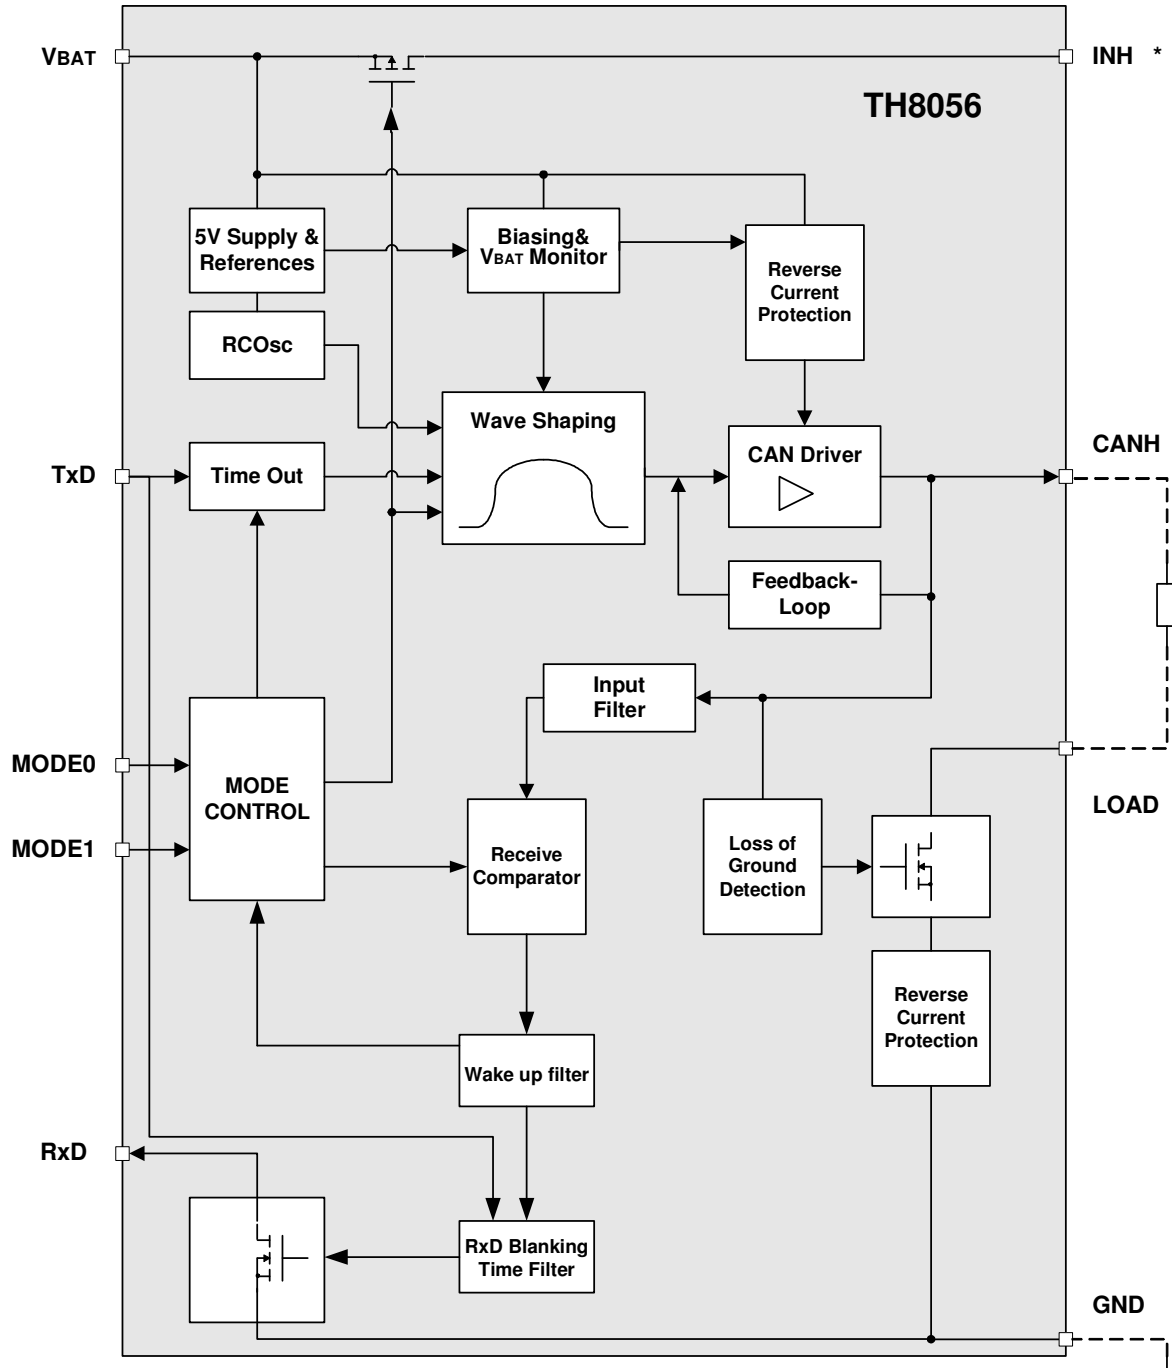 VBAT
INH *
TH8056
5V Supply &
References
Biasing&
VBAT Monitor
Reverse
Current
Protection
RCOsc
Wave Shaping
CAN Driver
CANH
TxD
Time Out
Feedback-
Loop
Input
Filter
MODE0
MODE
CONTROL
MODE1
LOAD
Receive
Comparator
Loss of
Ground
Detection
Reverse
Current
Protection
Wake up filter
RxD
RxD Blanking
Time Filter
GND